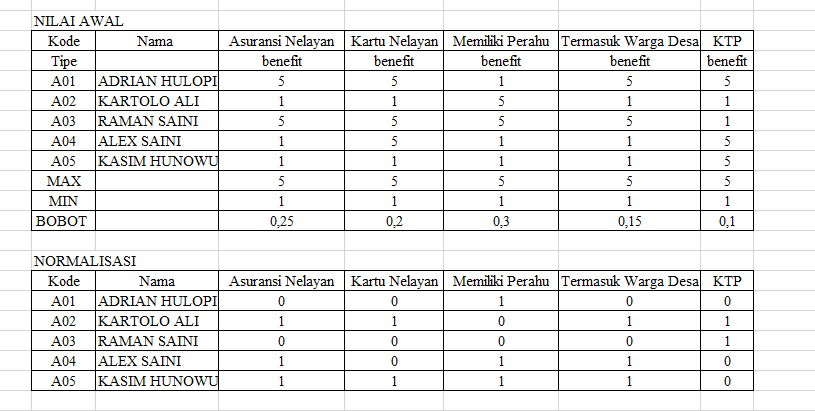 NILAI AWAL
Kode Nama Asuransi Nelayan Kartu Nelayan Memiliki Perahu Termasuk Warga Desa KTP
Tipe benefit benefit benefit benefit benefit
A01 ADRIAN HULOPI 5 5 1 5 5
A02 KARTOLO ALI 1 1 5 1 1
A03 RAMAN SAINI 5 5 5 5 1
A04 ALEX SAINI 1 5 1 1 5
A05 KASIM HUNOWU 1 1 1 1 5
MAX 5 5 5 5 5
MIN 1 1 1 1 1
BOBOT 0,25 0,2 0,3 0,15 0,1
NORMALISASI
Kode Nama Asuransi Nelayan Kartu Nelayan Memiliki Perahu Termasuk Warga Desa KTP
A01 ADRIAN HULOPI 0 0 1 0 0
A02 KARTOLO ALI 1 1 0 1 1
A03 RAMAN SAINI 0 0 0 0 1
A04 ALEX SAINI 1 0 1 1 0
A05 KASIM HUNOWU 1 1 1 1 0